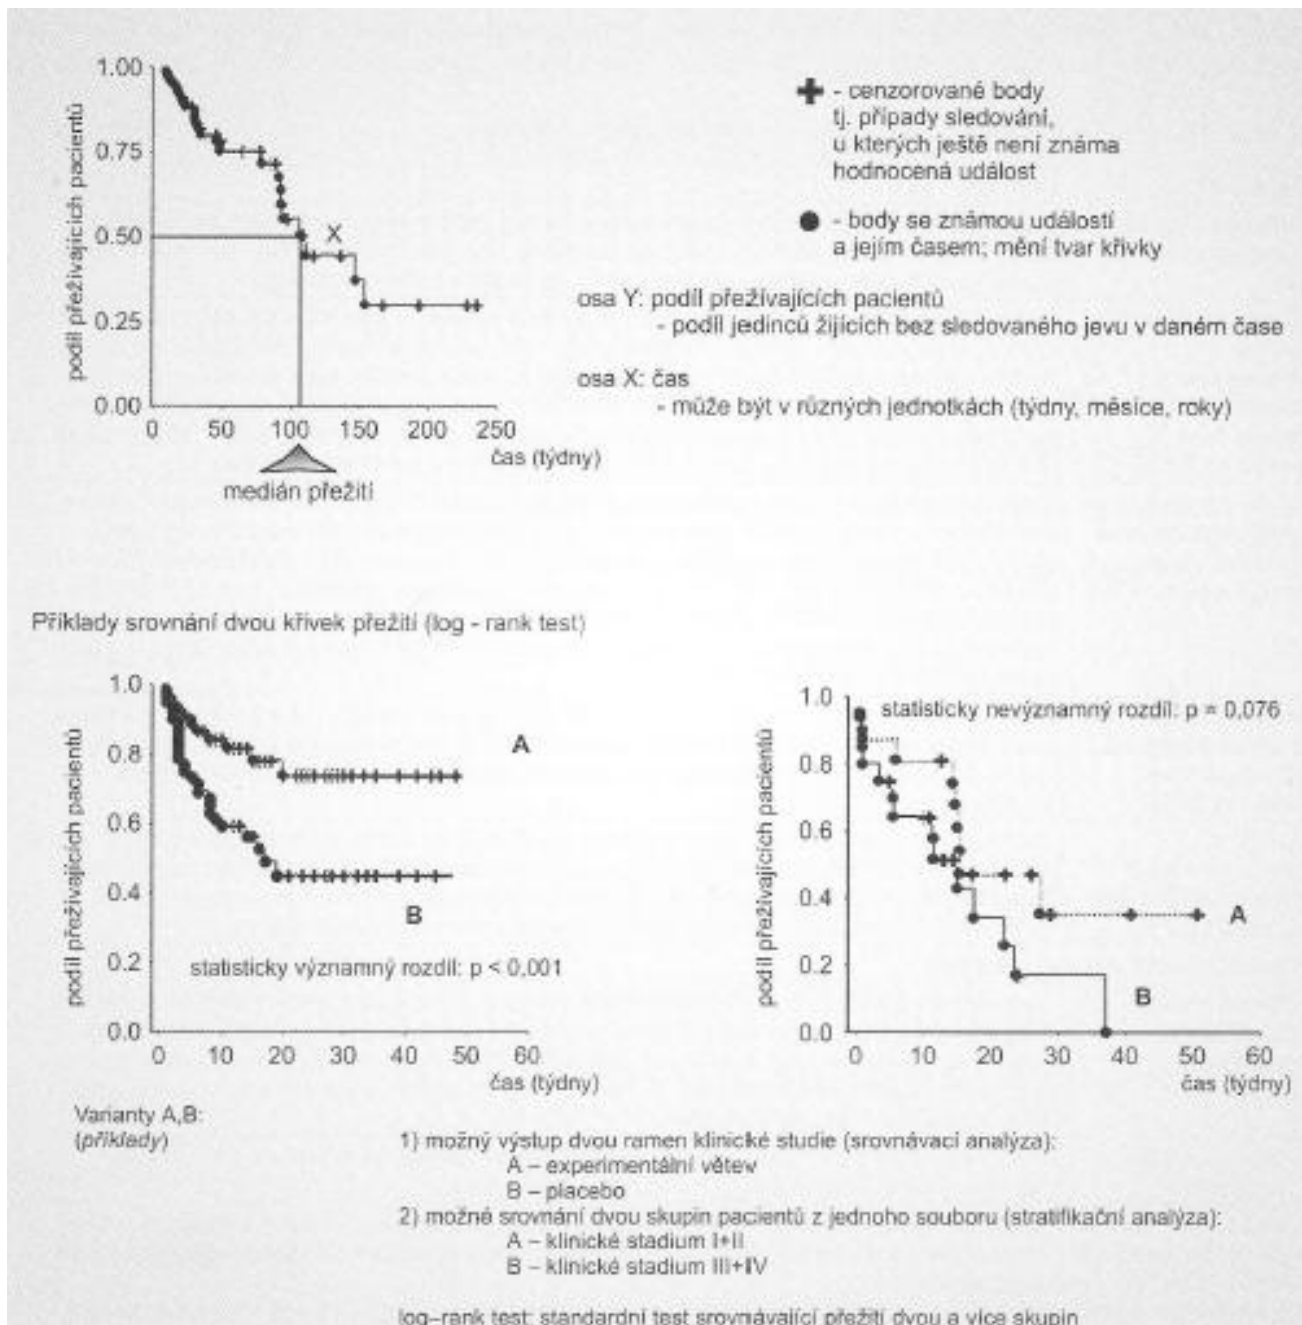 1.00
0.75
0.50
0.25
0.00
podíl přežívajících pacientů
X
0 50 100 150 200 250
čas (týdny)
medián přežití
- cenzorované body
tj. případy sledování,
u kterých ještě není známa
hodnocená událost
- body se známou událostí
a jejím časem; mění tvar křivky
osa Y: podíl přežívajících pacientů
- podíl jedinců žijících bez sledovaného jevu v daném čase
osa X: čas
- může být v různých jednotkách (týdny, měsíce, roky)
Příklady srovnání dvou křivek přežití (log - rank test)
1.0
0.8
0.6
0.4
0.2
0.0
podíl přežívajících pacientů
A
B
statisticky významný rozdíl: p < 0,001
0 10 20 30 40 50 60
čas (týdny)
1.0
0.8
0.6
0.4
0.2
0.0
podíl přežívajících pacientů
statisticky nevýznamný rozdíl: p = 0,076
A
B
0 10 20 30 40 50 60
čas (týdny)
Varianty A,B:
(příklady)
1) možný výstup dvou ramen klinické studie (srovnávací analýza):
A – experimentální větev
B – placebo
2) možné srovnání dvou skupin pacientů z jednoho souboru (stratifikační analýza):
A – klinické stadium I+II
B – klinické stadium III+IV
log–rank test: standardní test srovnávající přežití dvou a více skupin